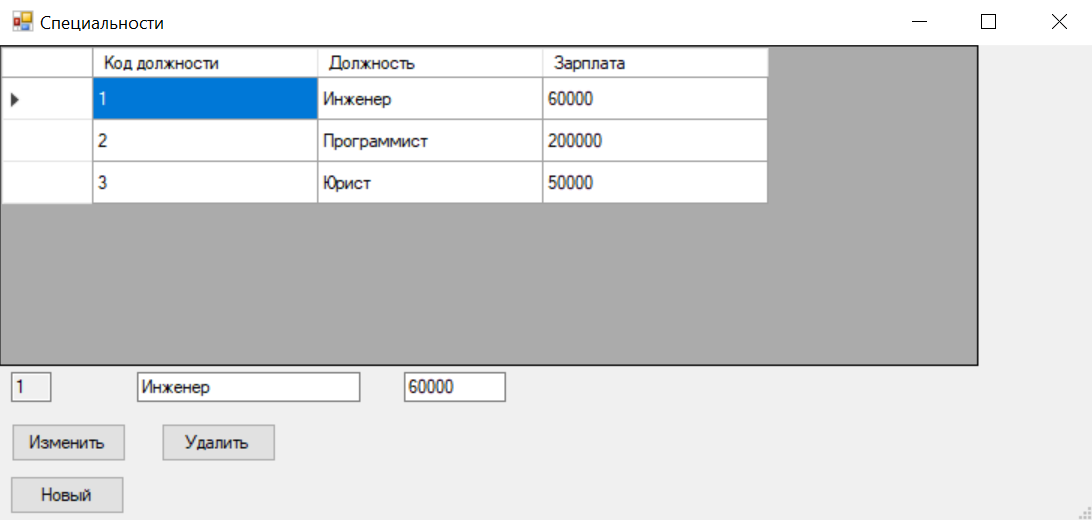 Специальности
Код должности Должность Зарплата
1 Инженер 60000
2 Программист 200000
3 Юрист 50000
1 Инженер 60000
Изменить Удалить
Новый